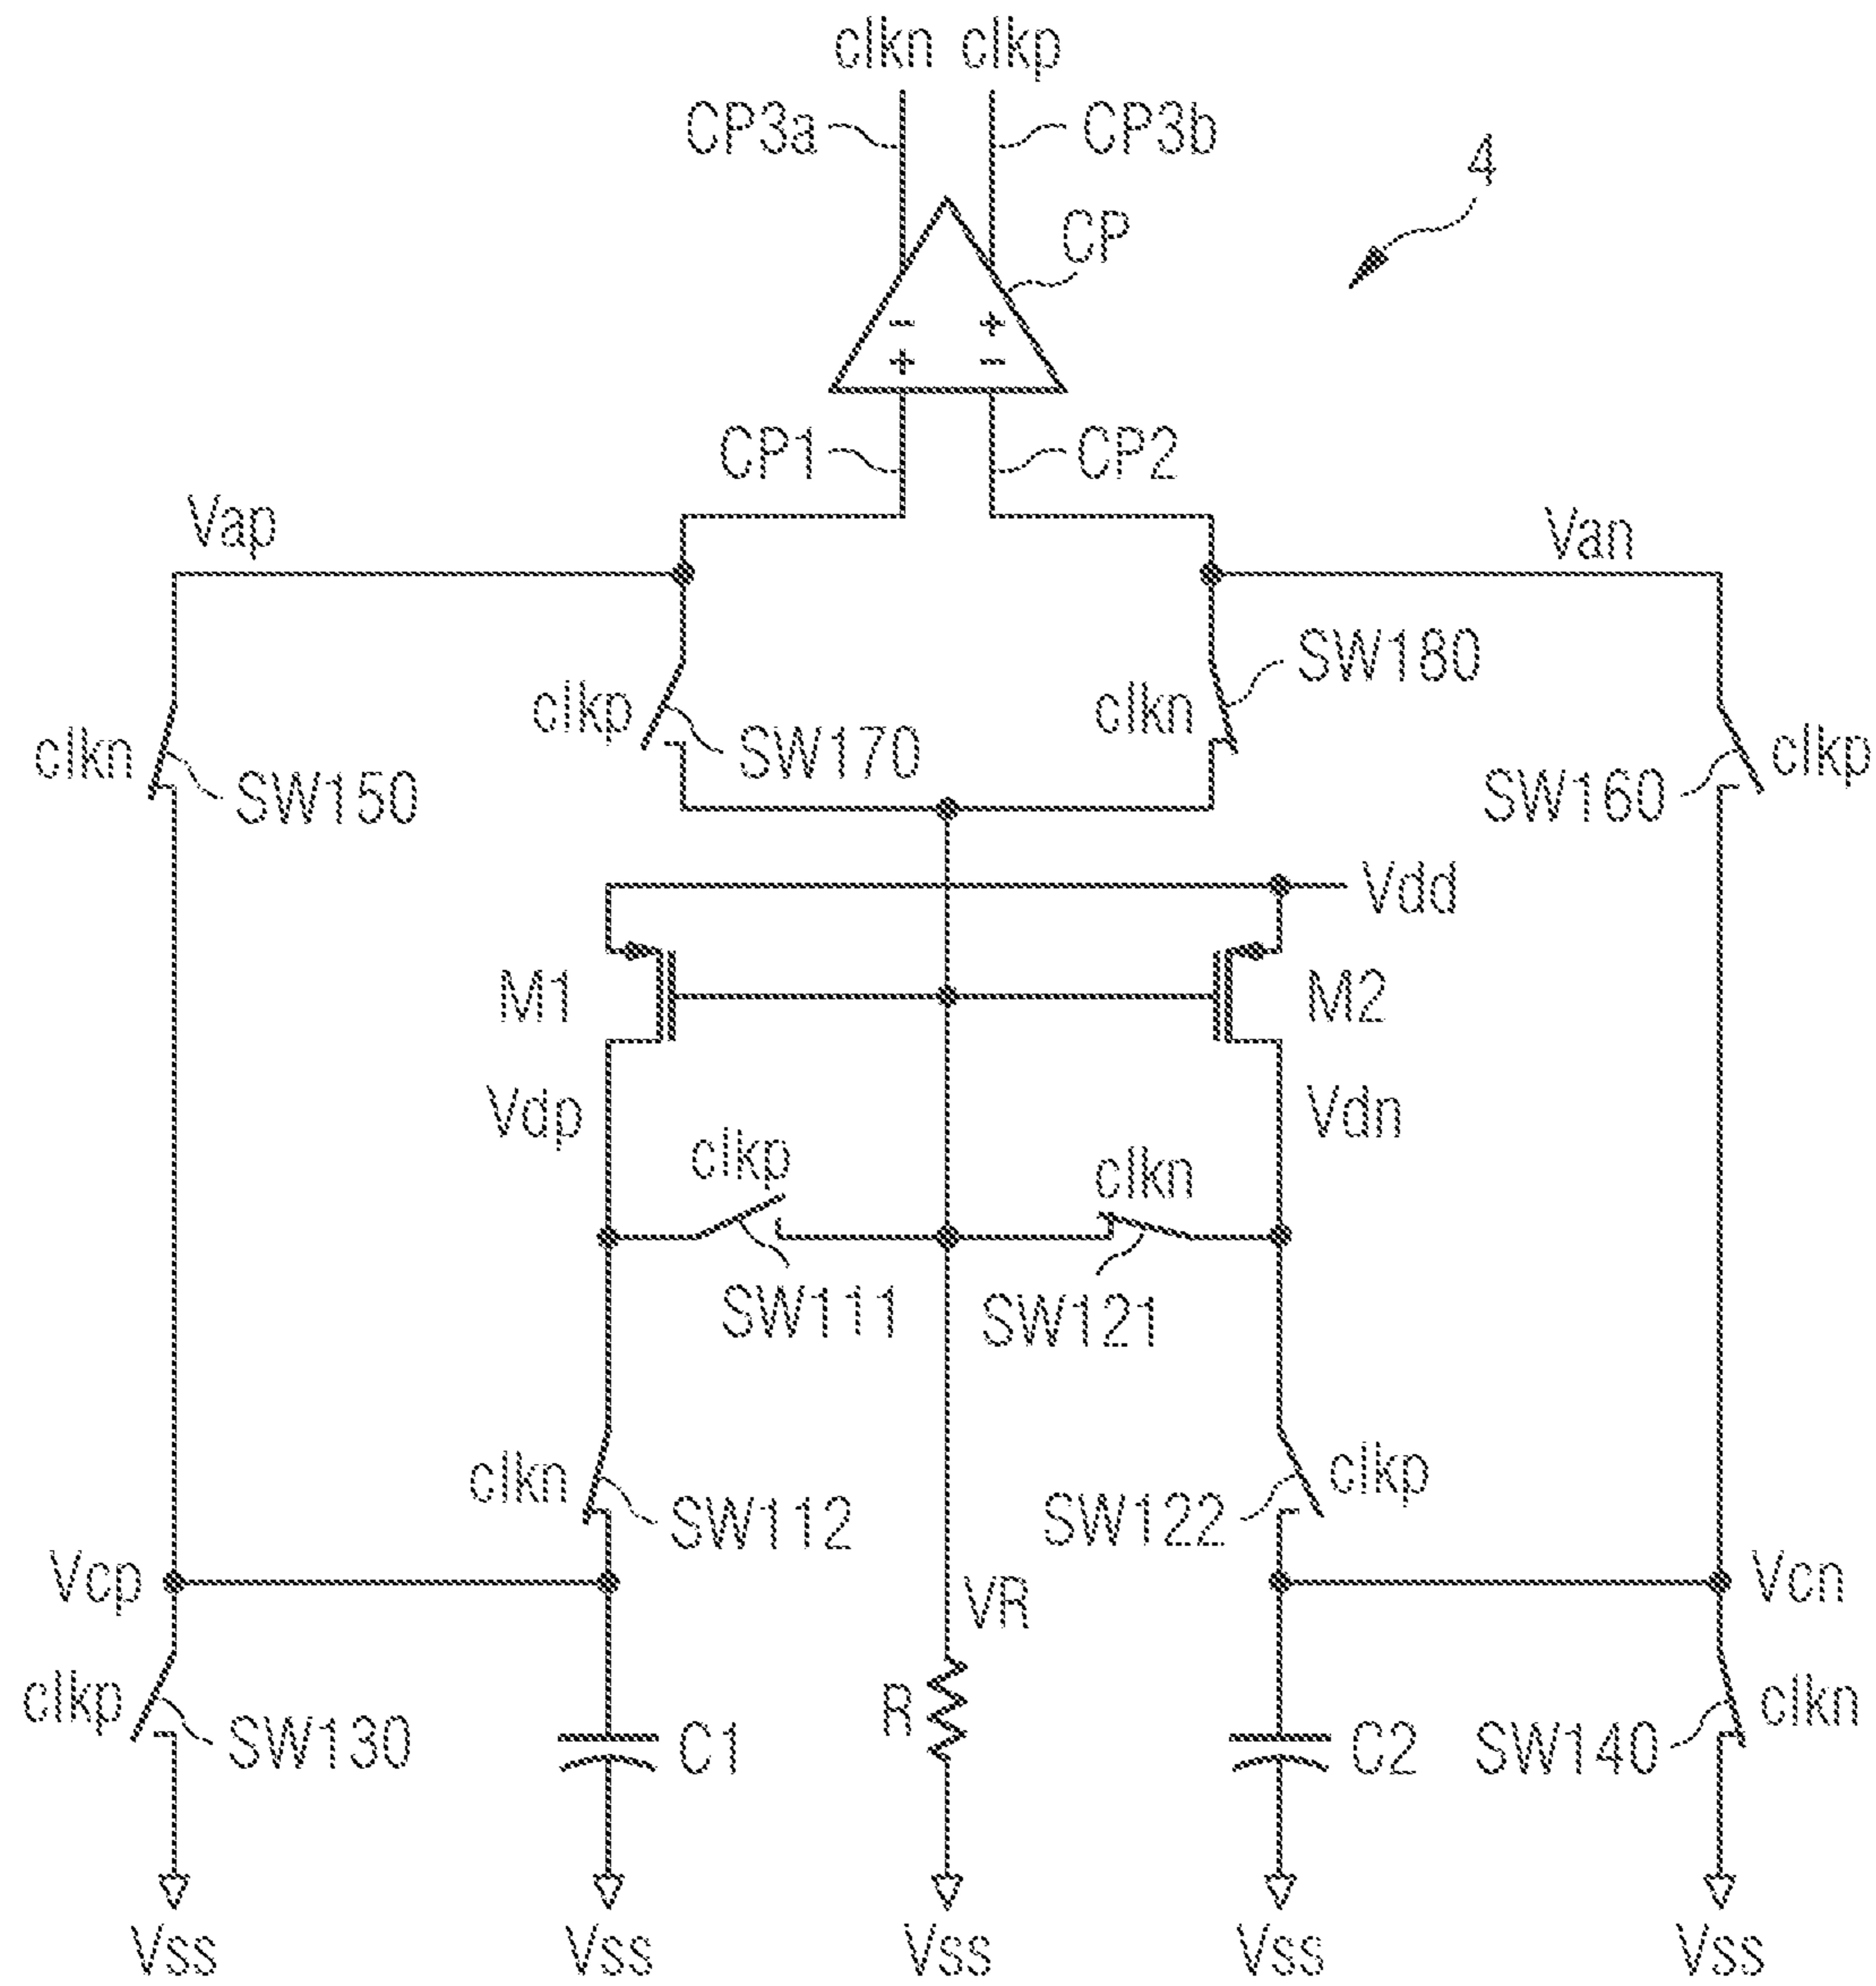 clkn clkp
CP3a CP3b
4
CP
- +
+ -
CP1 CP2
Vap Van
SW180
clkp clkn
clkn SW170 clkp
SW150 SW160
Vdd
M1 M2
Vdp Vdn
clkp clkn
SW111 SW121
clkn clkp
SW112 SW122
Vcp VR Vcn
clkp R clkn
SW130 C1 C2 SW140
Vss Vss Vss Vss Vss